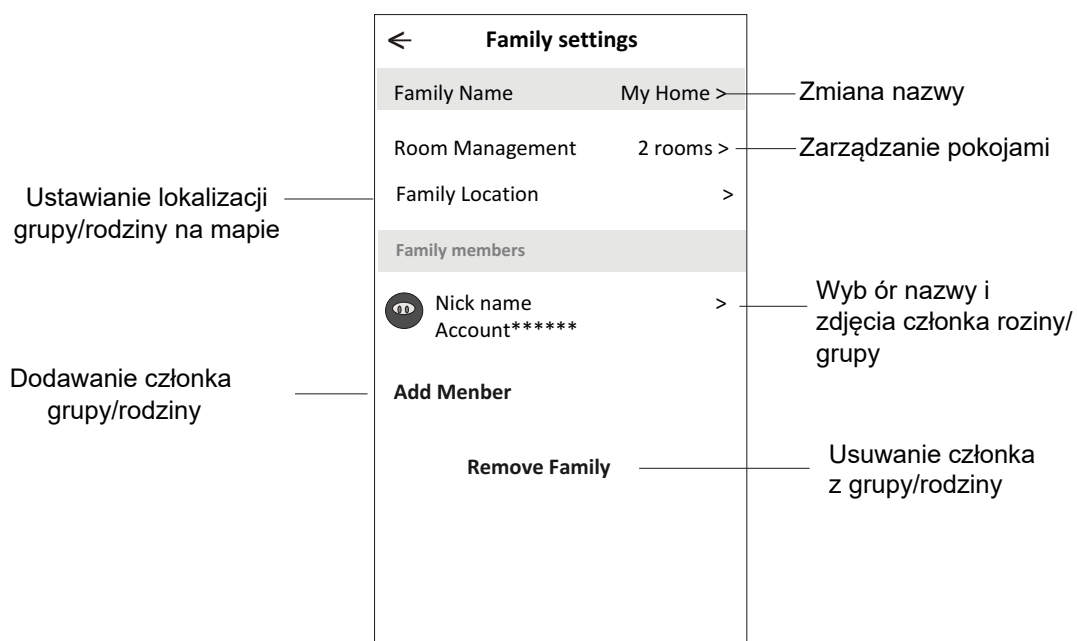 ← Family settings
Family Name My Home >
Zmiana nazwy
Room Management 2 rooms >
Zarządzanie pokojami
Ustawianie lokalizacji
grupy/rodziny na mapie
Family Location >
Family members
Nick name >
Account******
Wyb ór nazwy i
zdjęcia członka roziny/
grupy
Dodawanie członka
grupy/rodziny
Add Menber
Remove Family
Usuwanie członka
z grupy/rodziny